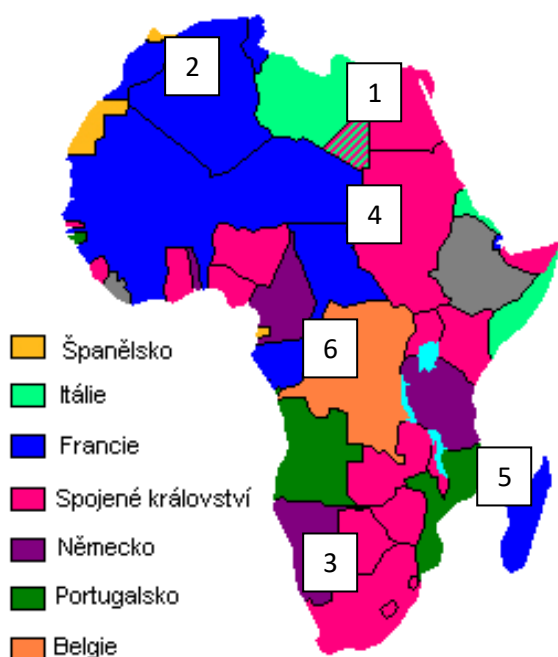 2
1
4
6
5
3
Španělsko
Itálie
Francie
Spojené království
Německo
Portugalsko
Belgie